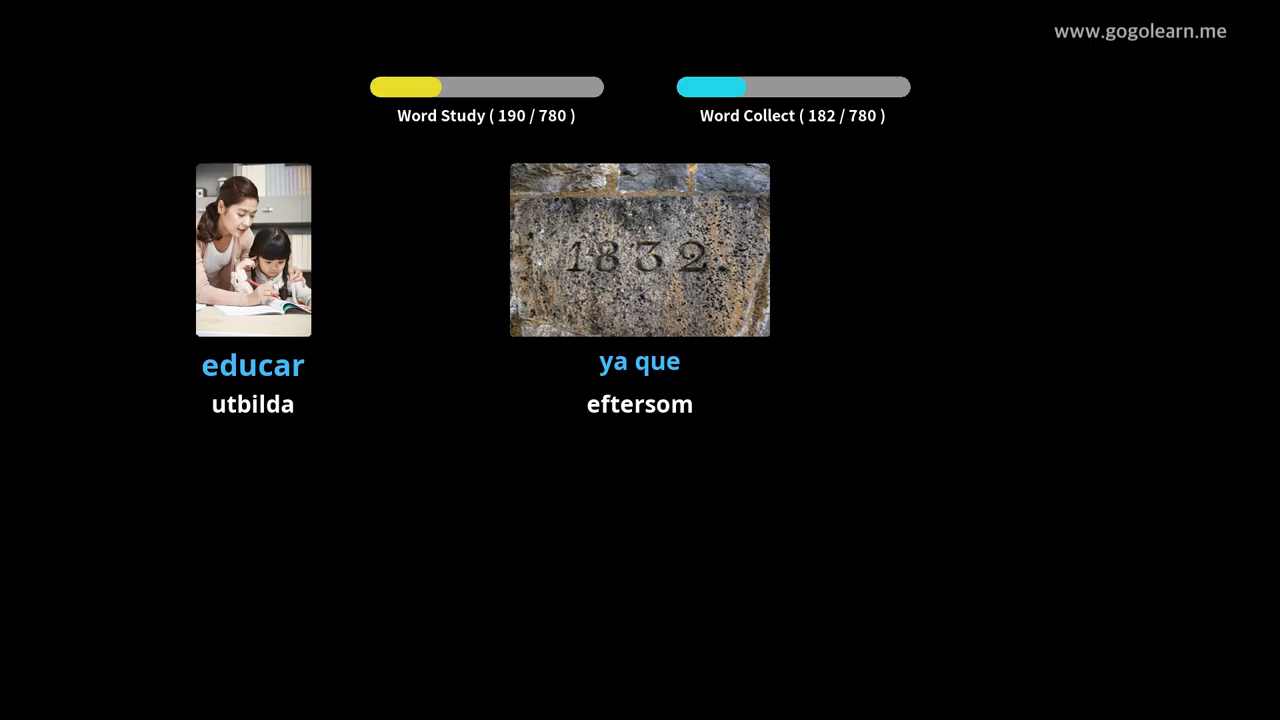 www.gogolearn.me
Word Study ( 190 / 780 )
Word Collect ( 182 / 780 )
1832.
educar
utbilda
ya que
eftersom